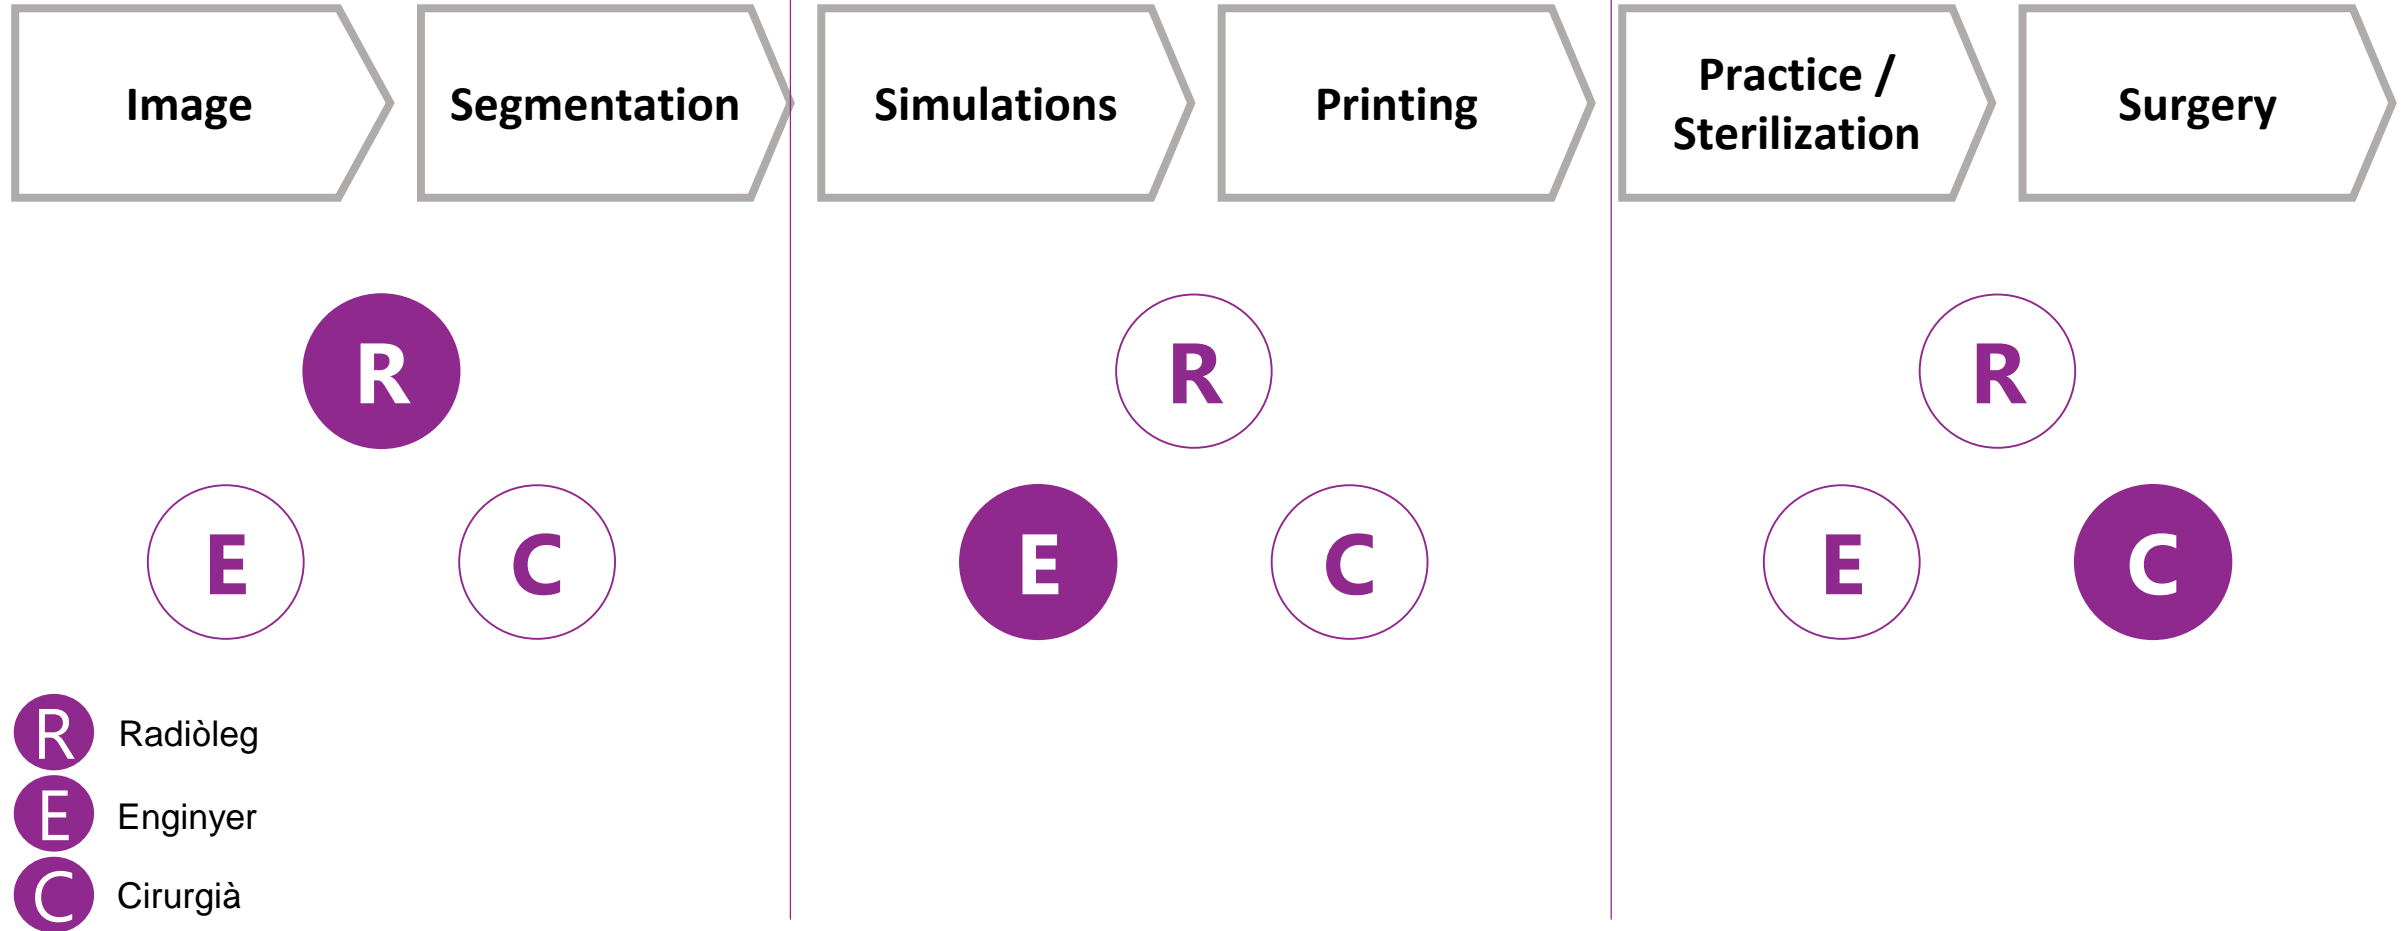 Image
Segmentation
Simulations
Printing
Practice /
Sterilization
Surgery
R
E
C
R
E
C
R
E
C
R Radiòleg
E Enginyer
C Cirurgià